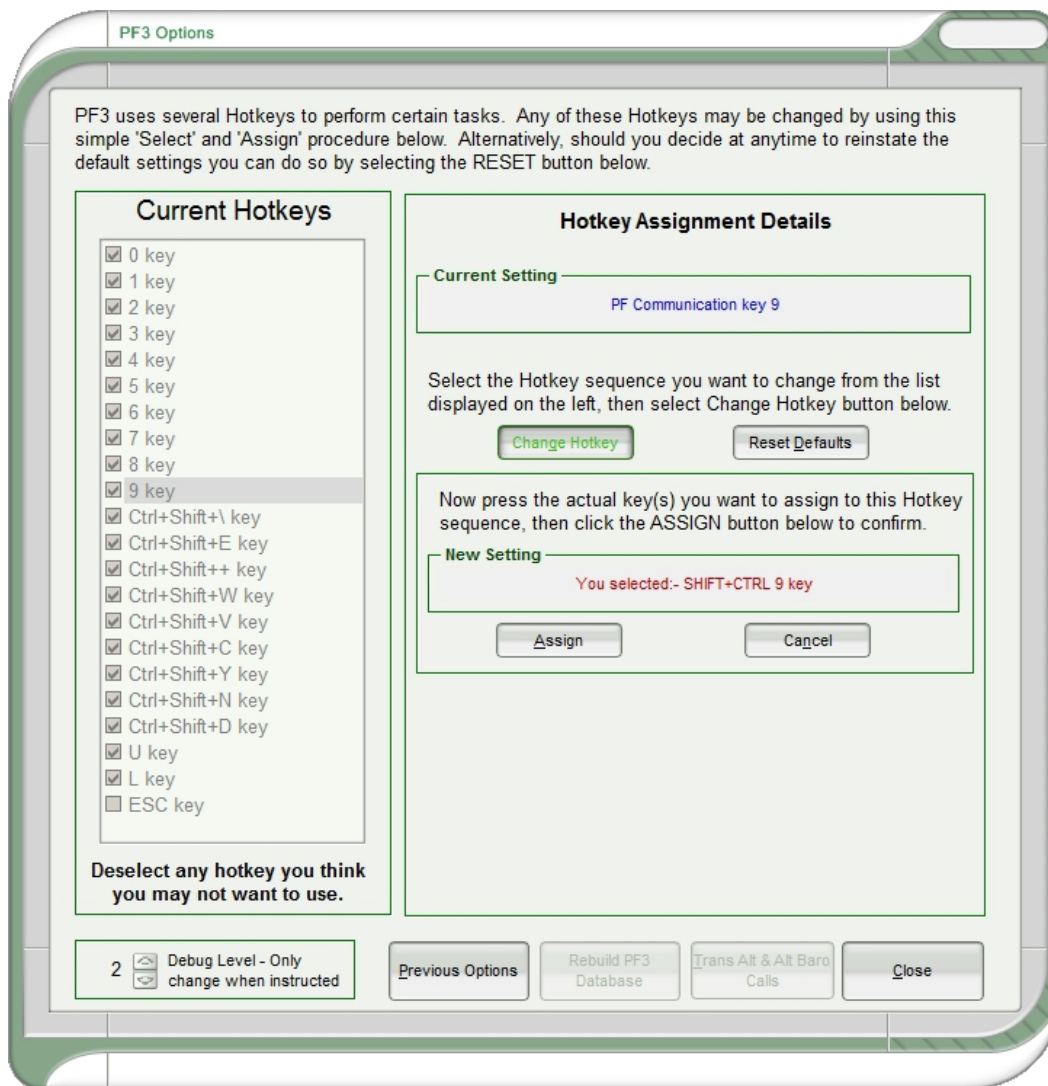 PF3 Options
PF3 uses several Hotkeys to perform certain tasks.  Any of these Hotkeys may be changed by using this
simple 'Select' and 'Assign' procedure below.  Alternatively, should you decide at anytime to reinstate the
default settings you can do so by selecting the RESET button below.
Current Hotkeys
0 key
1 key
2 key
3 key
4 key
5 key
6 key
7 key
8 key
9 key
Ctrl+Shift+\ key
Ctrl+Shift+E key
Ctrl+Shift++ key
Ctrl+Shift+W key
Ctrl+Shift+V key
Ctrl+Shift+C key
Ctrl+Shift+Y key
Ctrl+Shift+N key
Ctrl+Shift+D key
U key
L key
ESC key
Deselect any hotkey you think
you may not want to use.
Hotkey Assignment Details
Current Setting
PF Communication key 9
Select the Hotkey sequence you want to change from the list
displayed on the left, then select Change Hotkey button below.
Change Hotkey
Reset Defaults
Now press the actual key(s) you want to assign to this Hotkey
sequence, then click the ASSIGN button below to confirm.
New Setting
You selected:- SHIFT+CTRL 9 key
Assign
Cancel
2
Debug Level - Only
change when instructed
Previous Options
Rebuild PF3
Database
Trans Alt & Alt Baro
Calls
Close